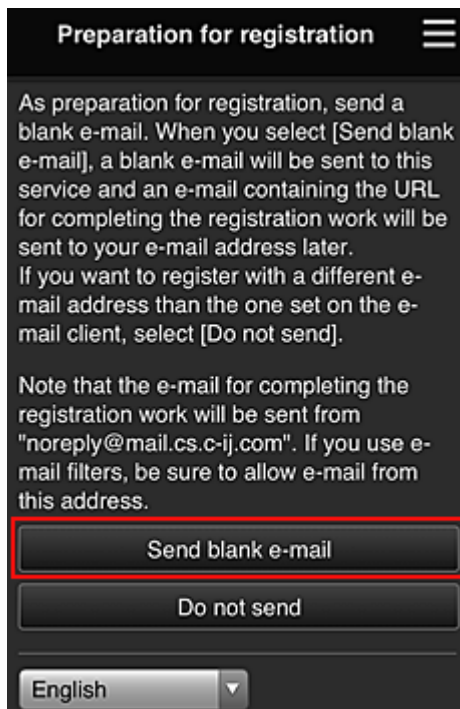 Preparation for registration
As preparation for registration, send a
blank e-mail. When you select [Send blank
e-mail], a blank e-mail will be sent to this
service and an e-mail containing the URL
for completing the registration work will be
sent to your e-mail address later.
If you want to register with a different e-
mail address than the one set on the e-
mail client, select [Do not send].
Note that the e-mail for completing the
registration work will be sent from
"noreply@mail.cs.c-ij.com". If you use e-
mail filters, be sure to allow e-mail from
this address.
Send blank e-mail
Do not send
English